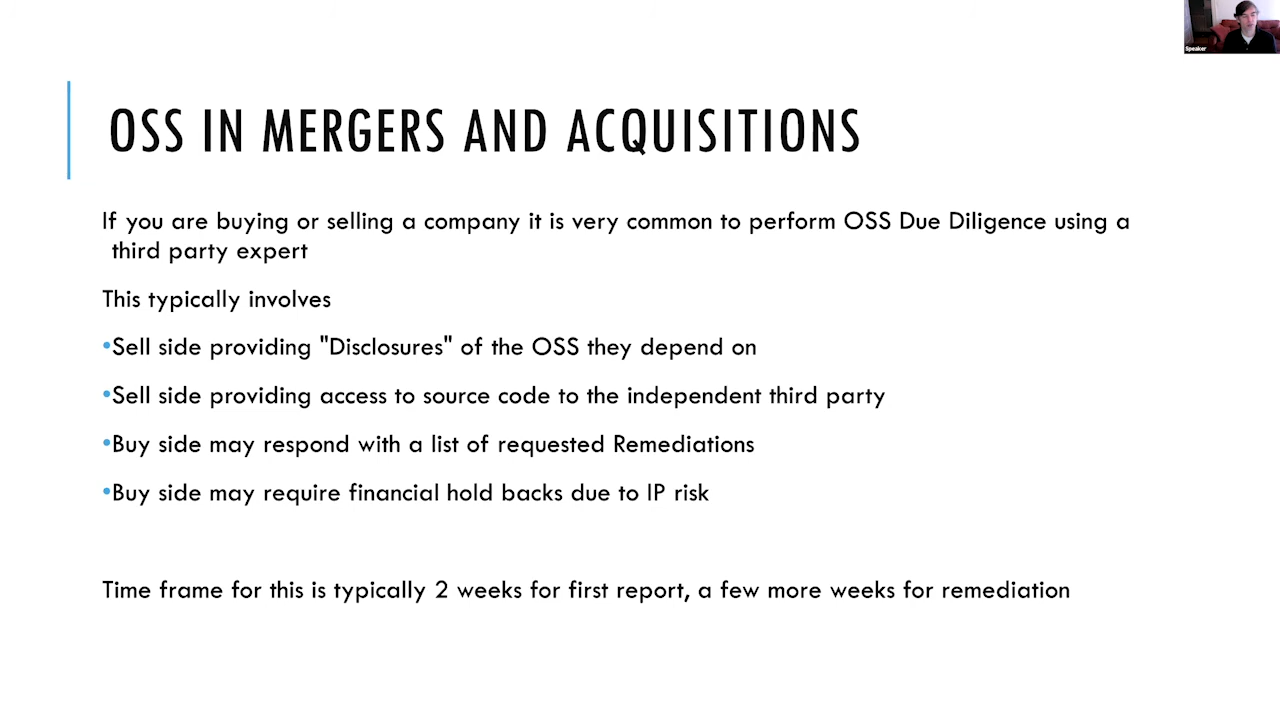 Speaker
OSS IN MERGERS AND ACQUISITIONS
If you are buying or selling a company it is very common to perform OSS Due Diligence using a
third party expert
This typically involves
•Sell side providing "Disclosures" of the OSS they depend on
•Sell side providing access to source code to the independent third party
•Buy side may respond with a list of requested Remediations
•Buy side may require financial hold backs due to IP risk
Time frame for this is typically 2 weeks for first report, a few more weeks for remediation